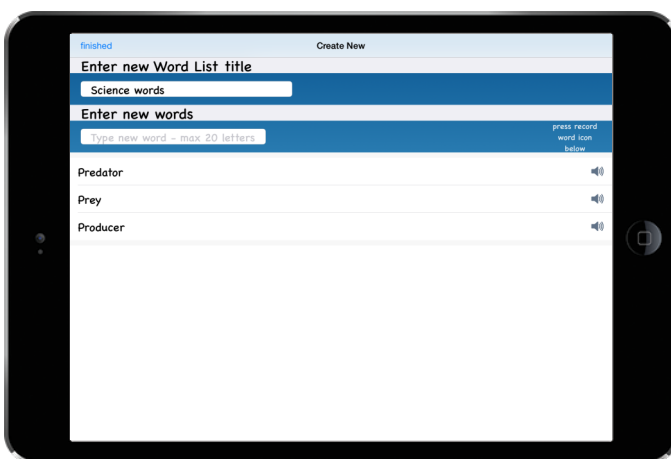 finished
Create New
Enter new Word List title
Science words
Enter new words
Type new word - max 20 letters
press record
word icon
below
Predator
Prey
Producer